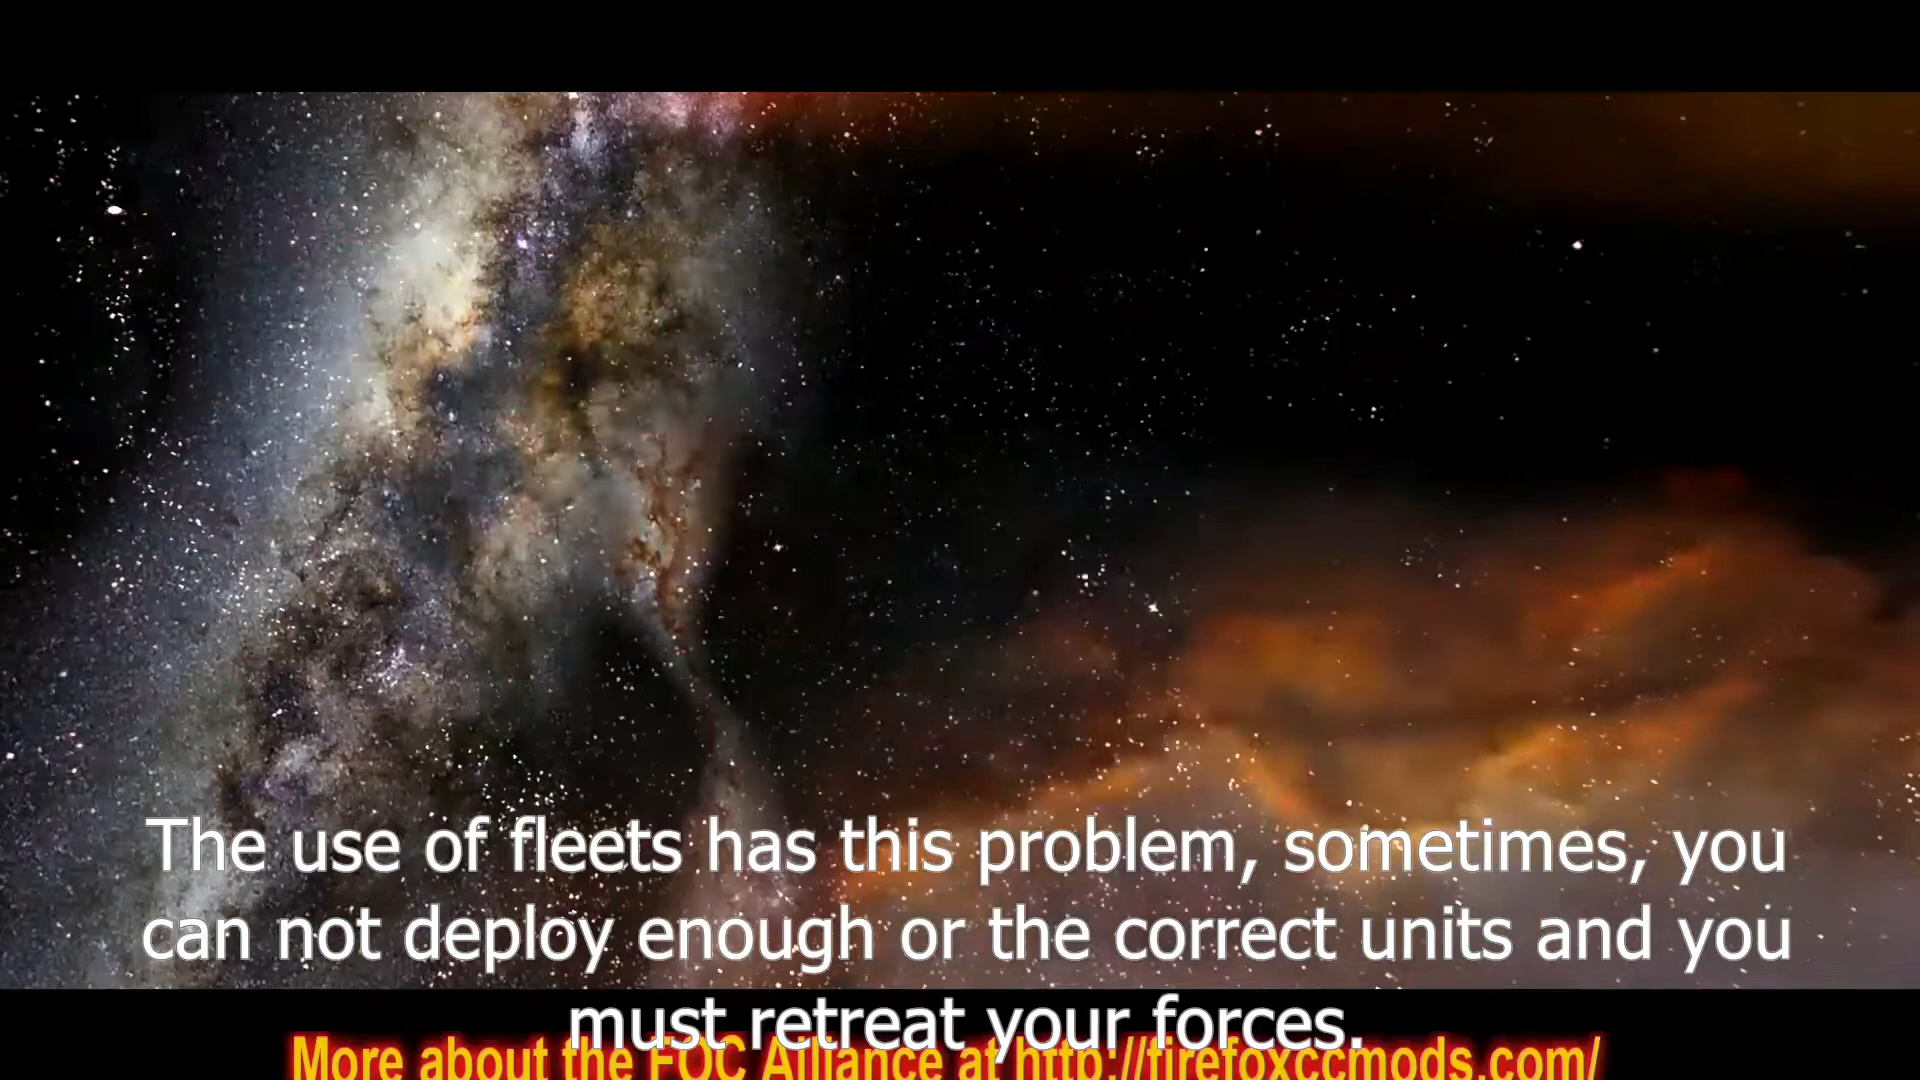 The use of fleets has this problem, sometimes, you
can not deploy enough or the correct units and you
must retreat your forces.
More about the FOC Alliance at http://firefoxccmods.com/